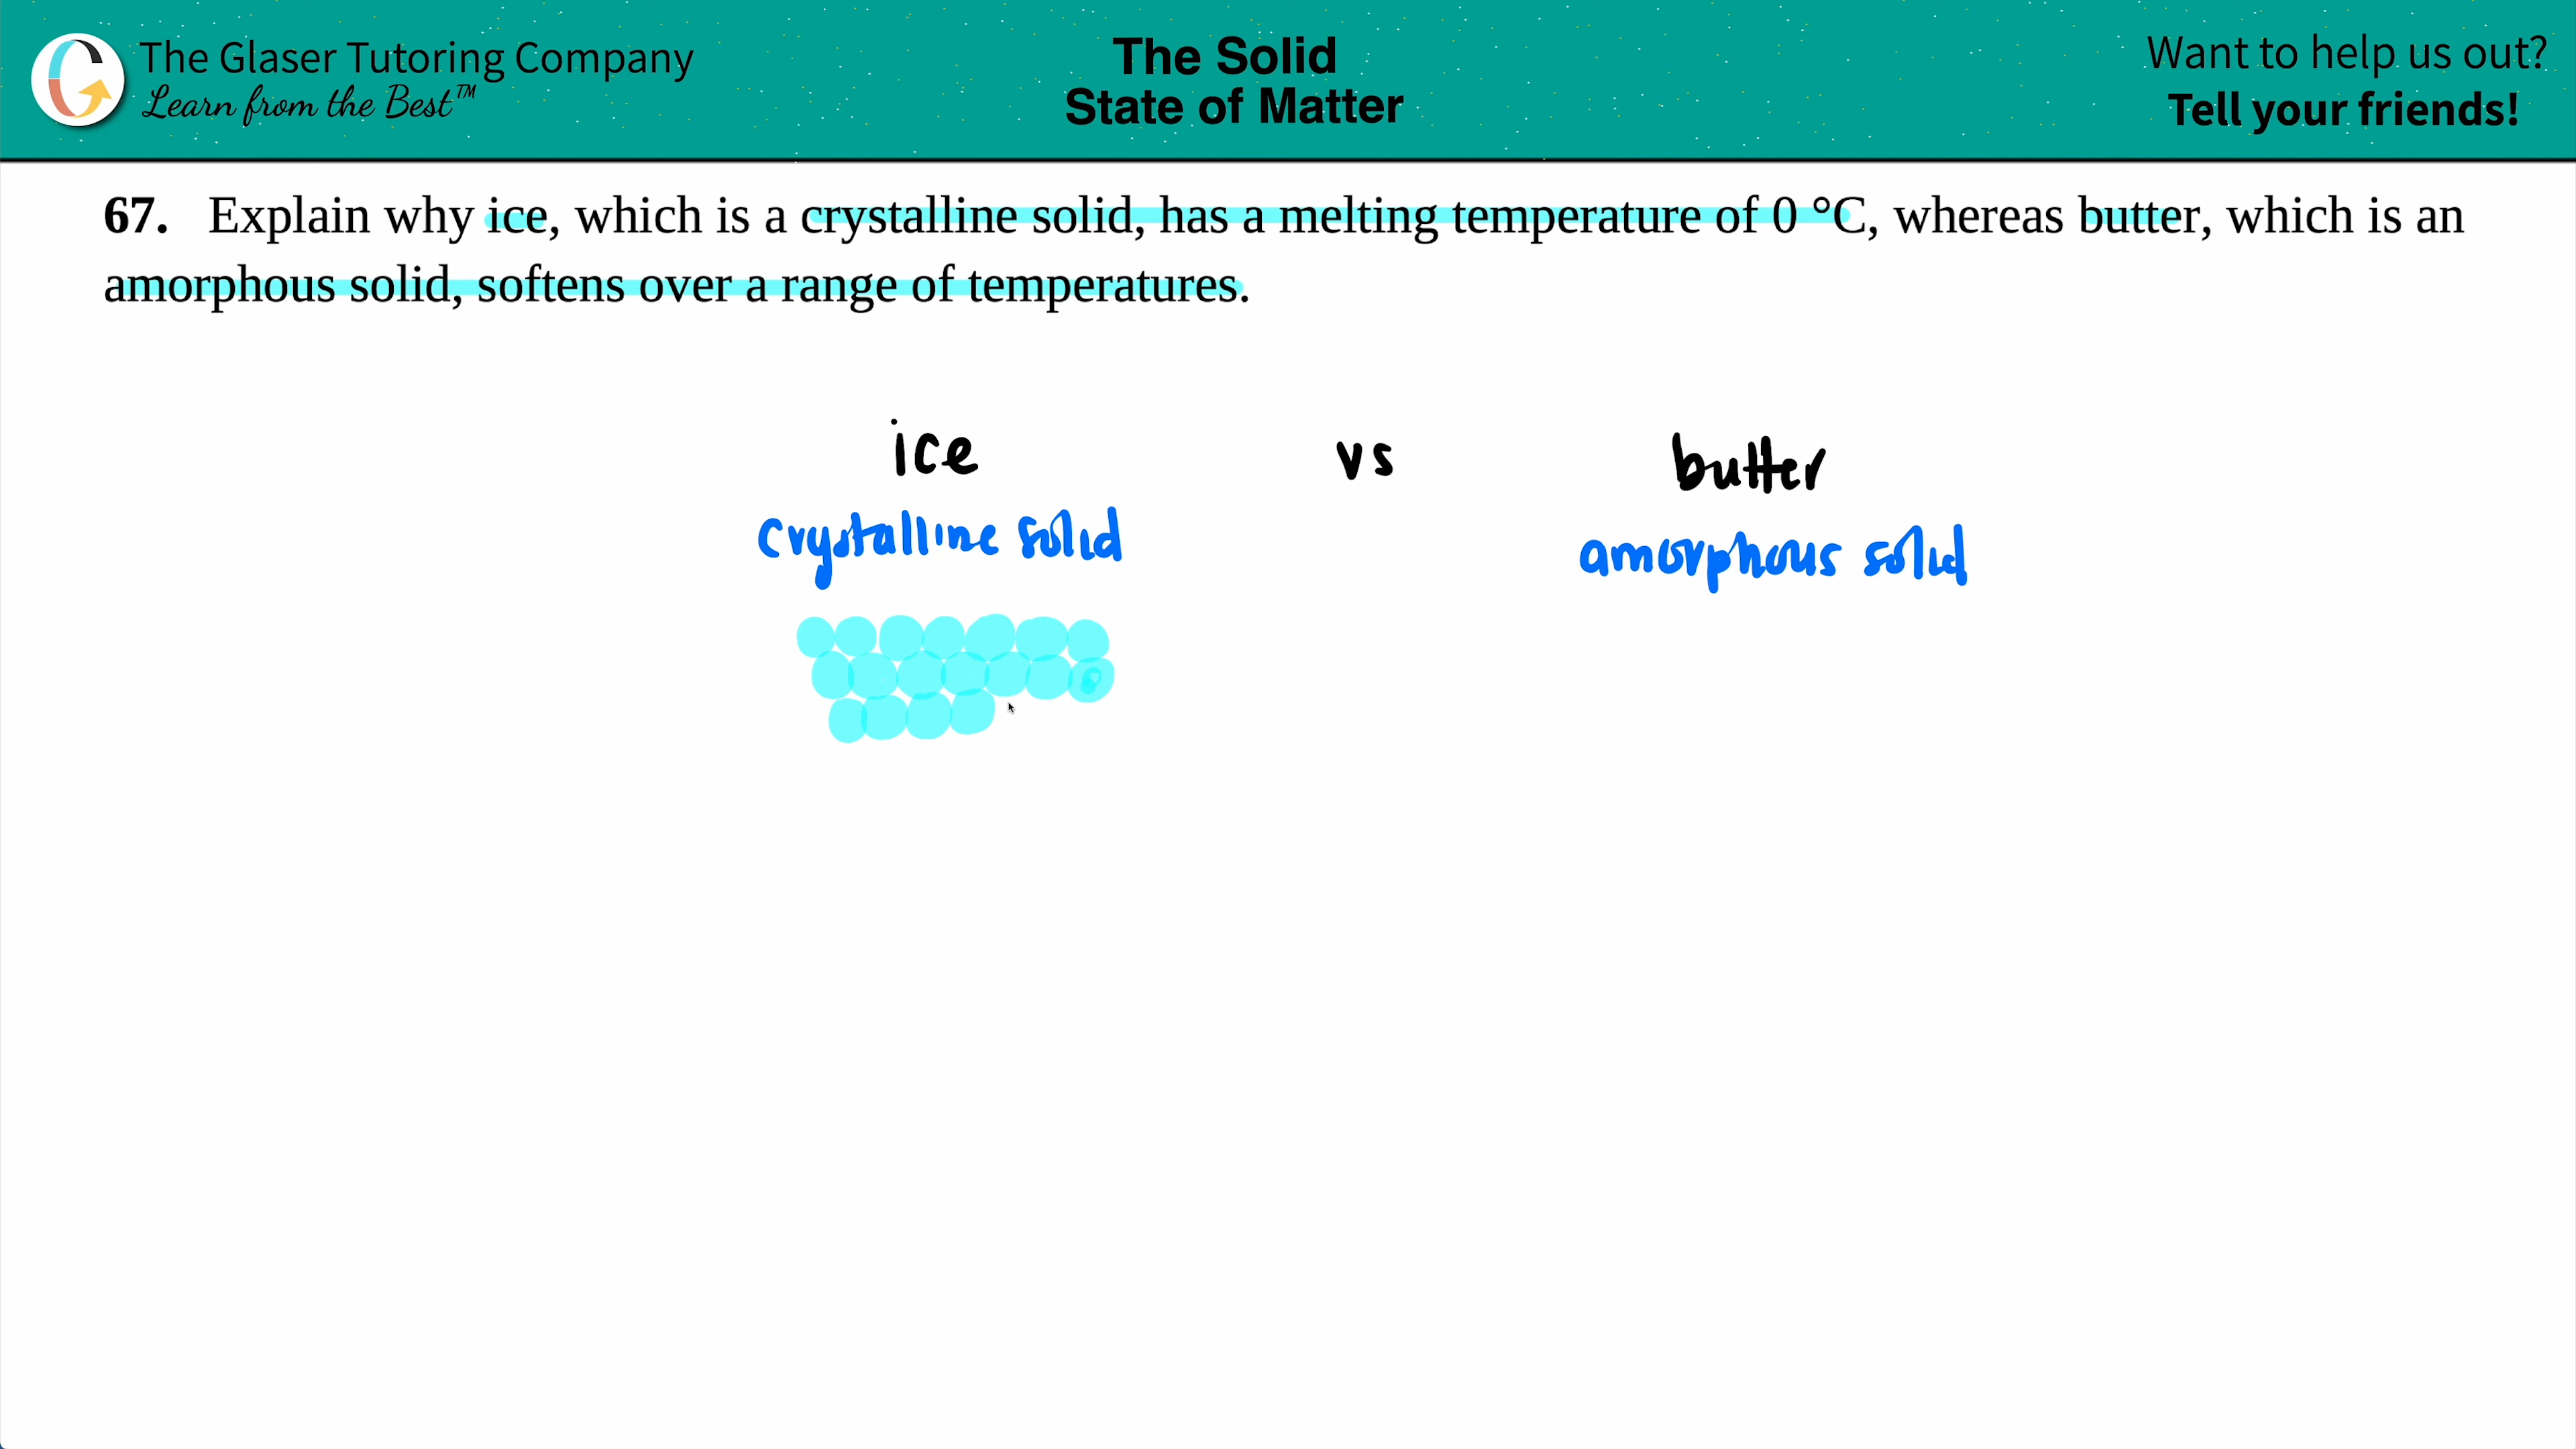 The Glaser Tutoring Company
Learn from the Best™
The Solid
State of Matter
Want to help us out?
Tell your friends!
67. Explain why ice, which is a crystalline solid, has a melting temperature of 0 °C, whereas butter, which is an
amorphous solid, softens over a range of temperatures.
ice vs butter
crystalline solid amorphous solid